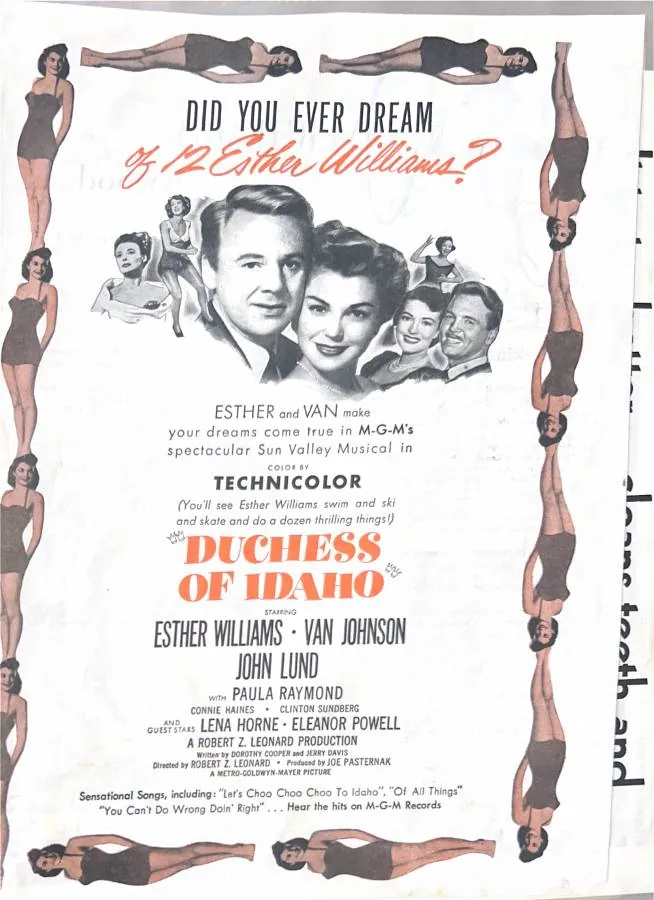 DID YOU EVER DREAM
of 12 Esther Williams?
ESTHER and VAN make
your dreams come true in M-G-M's
spectacular Sun Valley Musical in
COLOR BY
TECHNICOLOR
(You'll see Esther Williams swim and ski
and skate and do a dozen thrilling things!)
DUCHESS
OF IDAHO
STARRING
ESTHER WILLIAMS · VAN JOHNSON
JOHN LUND
WITH PAULA RAYMOND
CONNIE HAINES • CLINTON SUNDBERG
AND GUEST STARS LENA HORNE · ELEANOR POWELL
A ROBERT Z. LEONARD PRODUCTION
Written by DOROTHY COOPER and JERRY DAVIS
Directed by ROBERT Z. LEONARD • Produced by JOE PASTERNAK
A METRO-GOLDWYN-MAYER PICTURE
Sensational Songs, including: "Let's Choo Choo Choo To Idaho", "Of All Things"
"You Can't Do Wrong Doin' Right" . . . Hear the hits on M-G-M Records
teeth and